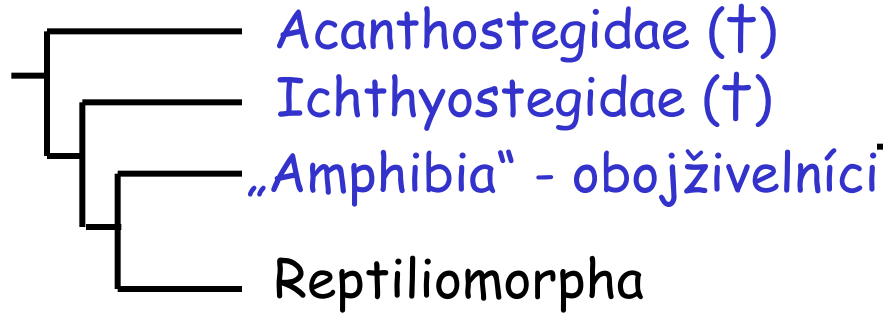 Acanthostegidae (†)
Ichthyostegidae (†)
„Amphibia“ - obojživelníci
Reptiliomorpha